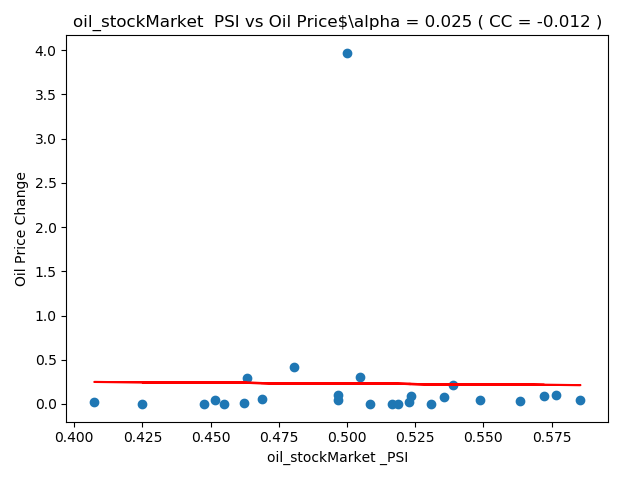 oil_stockMarket  PSI vs Oil Price$\alpha = 0.025 ( CC = -0.012 )
Oil Price Change
4.0
3.5
3.0
2.5
2.0
1.5
1.0
0.5
0.0
0.400 0.425 0.450 0.475 0.500 0.525 0.550 0.575
oil_stockMarket _PSI